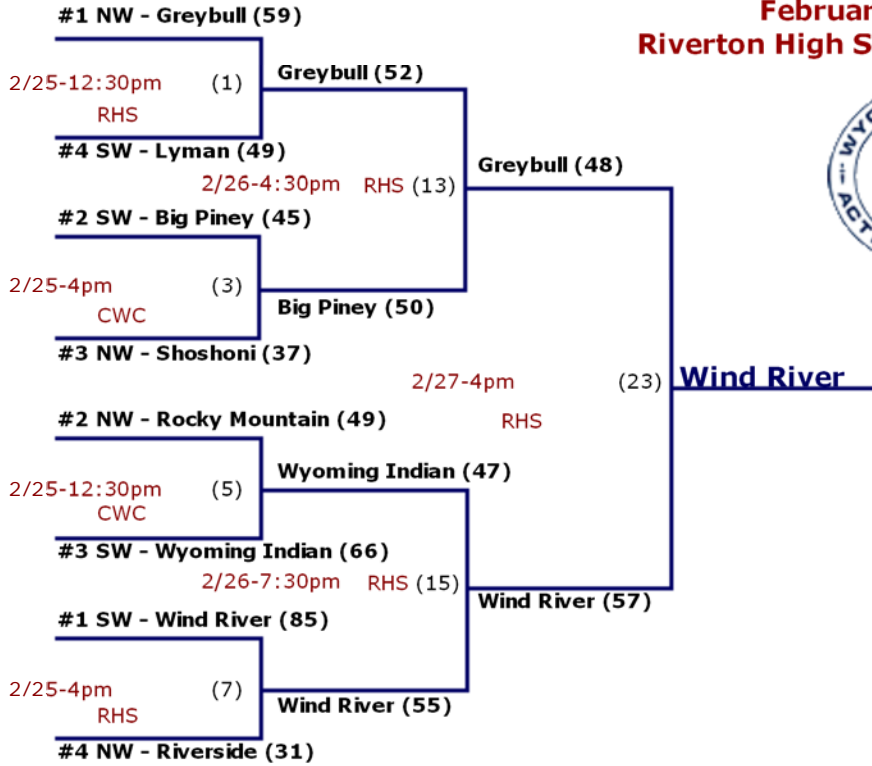 #1 NW - Greybull (59)
Februar
Riverton High S
2/25-12:30pm (1)
Greybull (52)
RHS
#4 SW - Lyman (49)
2/26-4:30pm RHS (13)
Greybull (48)
WYO
ACT
#2 SW - Big Piney (45)
2/25-4pm (3)
CWC
Big Piney (50)
#3 NW - Shoshoni (37)
2/27-4pm (23)
Wind River
RHS
#2 NW - Rocky Mountain (49)
2/25-12:30pm (5)
CWC
Wyoming Indian (47)
#3 SW - Wyoming Indian (66)
2/26-7:30pm RHS (15)
Wind River (57)
#1 SW - Wind River (85)
2/25-4pm (7)
RHS
Wind River (55)
#4 NW - Riverside (31)